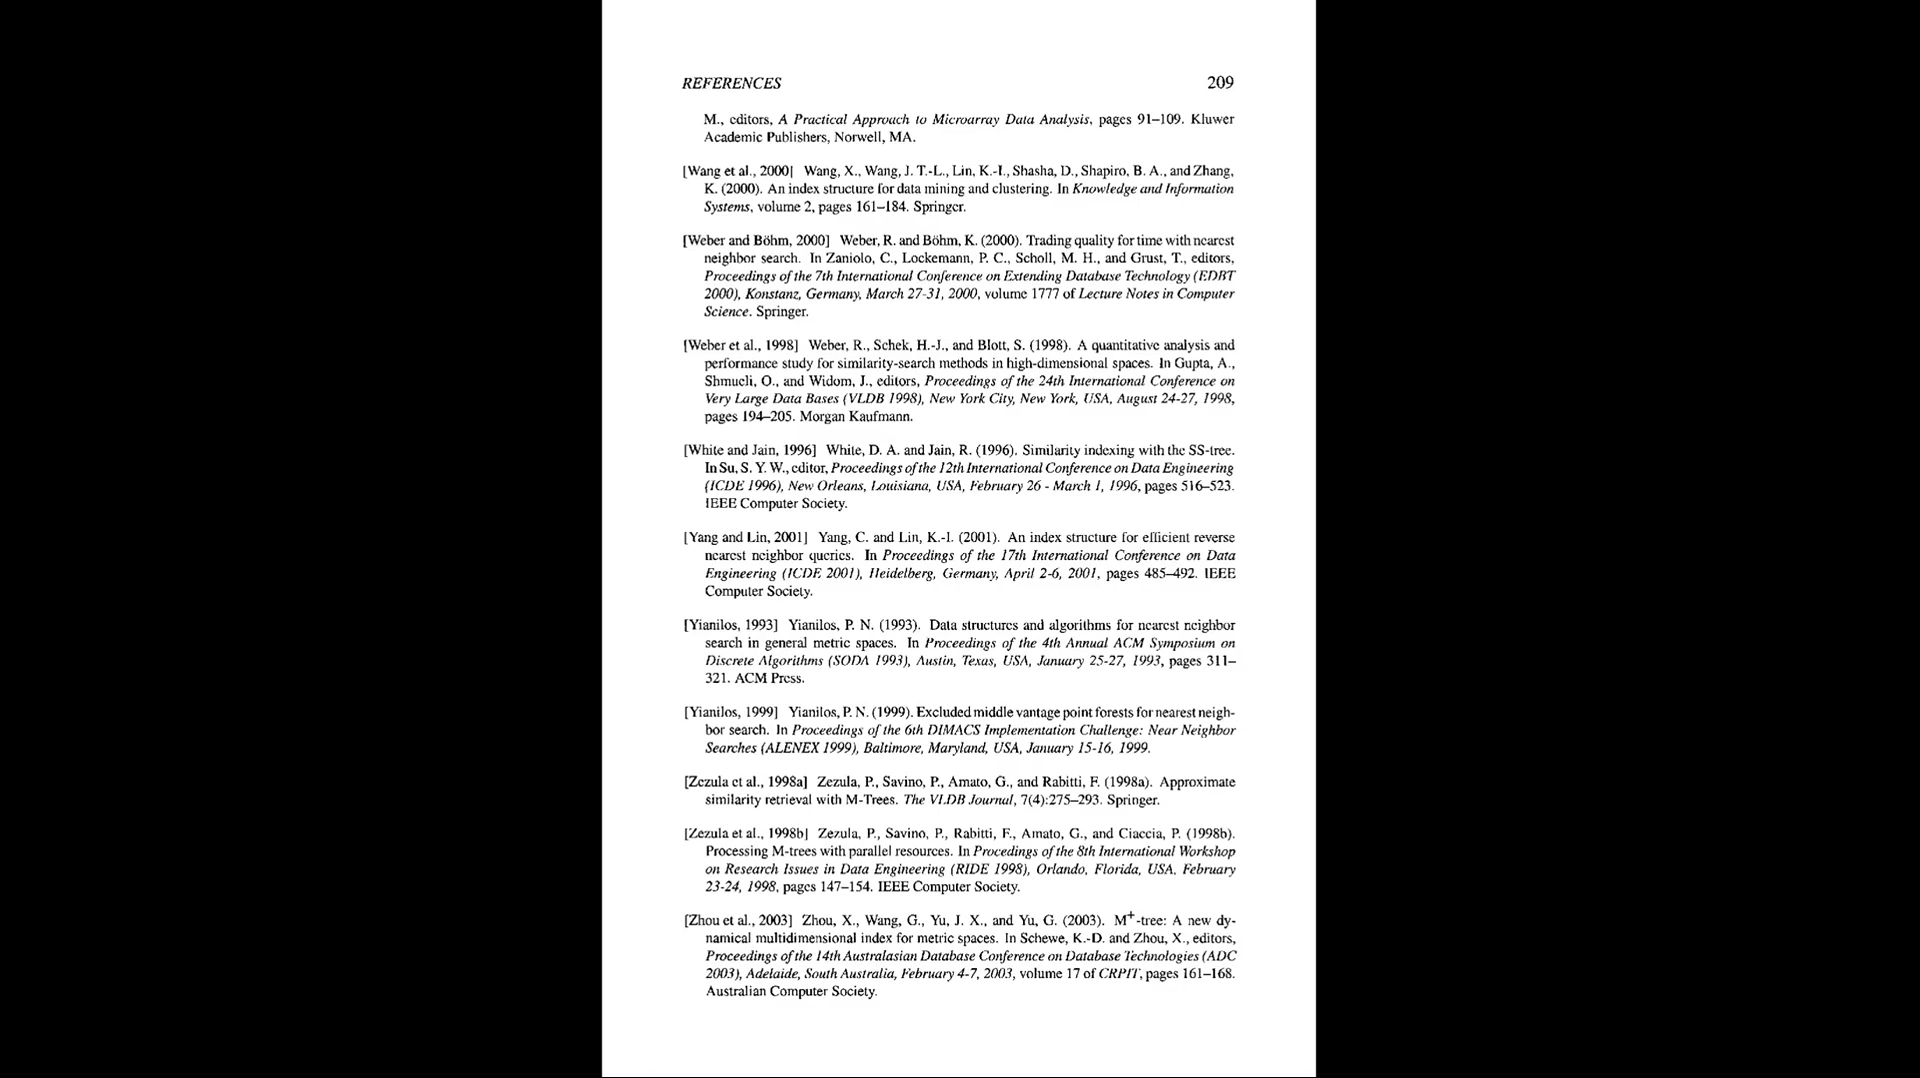 REFERENCES 209
M., editors, A Practical Approach to Microarray Data Analysis, pages 91–109. Kluwer
Academic Publishers, Norwell, MA.
[Wang et al., 2000] Wang, X., Wang, J. T.-L., Lin, K.-I., Shasha, D., Shapiro, B. A., and Zhang,
K. (2000). An index structure for data mining and clustering. In Knowledge and Information
Systems, volume 2, pages 161–184. Springer.
[Weber and Böhm, 2000] Weber, R. and Böhm, K. (2000). Trading quality for time with nearest
neighbor search. In Zaniolo, C., Lockemann, P. C., Scholl, M. H., and Grust, T., editors,
Proceedings of the 7th International Conference on Extending Database Technology (EDBT
2000), Konstanz, Germany, March 27-31, 2000, volume 1777 of Lecture Notes in Computer
Science. Springer.
[Weber et al., 1998] Weber, R., Schek, H.-J., and Blott, S. (1998). A quantitative analysis and
performance study for similarity-search methods in high-dimensional spaces. In Gupta, A.,
Shmueli, O., and Widom, J., editors, Proceedings of the 24th International Conference on
Very Large Data Bases (VLDB 1998), New York City, New York, USA, August 24-27, 1998,
pages 194–205. Morgan Kaufmann.
[White and Jain, 1996] White, D. A. and Jain, R. (1996). Similarity indexing with the SS-tree.
In Su, S. Y. W., editor, Proceedings of the 12th International Conference on Data Engineering
(ICDE 1996), New Orleans, Louisiana, USA, February 26 - March 1, 1996, pages 516–523.
IEEE Computer Society.
[Yang and Lin, 2001] Yang, C. and Lin, K.-I. (2001). An index structure for efficient reverse
nearest neighbor queries. In Proceedings of the 17th International Conference on Data
Engineering (ICDE 2001), Heidelberg, Germany, April 2-6, 2001, pages 485–492. IEEE
Computer Society.
[Yianilos, 1993] Yianilos, P. N. (1993). Data structures and algorithms for nearest neighbor
search in general metric spaces. In Proceedings of the 4th Annual ACM Symposium on
Discrete Algorithms (SODA 1993), Austin, Texas, USA, January 25-27, 1993, pages 311–
321. ACM Press.
[Yianilos, 1999] Yianilos, P. N. (1999). Excluded middle vantage point forests for nearest neigh-
bor search. In Proceedings of the 6th DIMACS Implementation Challenge: Near Neighbor
Searches (ALENEX 1999), Baltimore, Maryland, USA, January 15-16, 1999.
[Zezula et al., 1998a] Zezula, P., Savino, P., Amato, G., and Rabitti, F. (1998a). Approximate
similarity retrieval with M-Trees. The VLDB Journal, 7(4):275–293. Springer.
[Zezula et al., 1998b] Zezula, P., Savino, P., Rabitti, F., Amato, G., and Ciaccia, P. (1998b).
Processing M-trees with parallel resources. In Procedings of the 8th International Workshop
on Research Issues in Data Engineering (RIDE 1998), Orlando, Florida, USA, February
23-24, 1998, pages 147–154. IEEE Computer Society.
[Zhou et al., 2003] Zhou, X., Wang, G., Yu, J. X., and Yu, G. (2003). M+-tree: A new dy-
namical multidimensional index for metric spaces. In Schewe, K.-D. and Zhou, X., editors,
Proceedings of the 14th Australasian Database Conference on Database Technologies (ADC
2003), Adelaide, South Australia, February 4-7, 2003, volume 17 of CRPIT, pages 161–168.
Australian Computer Society.